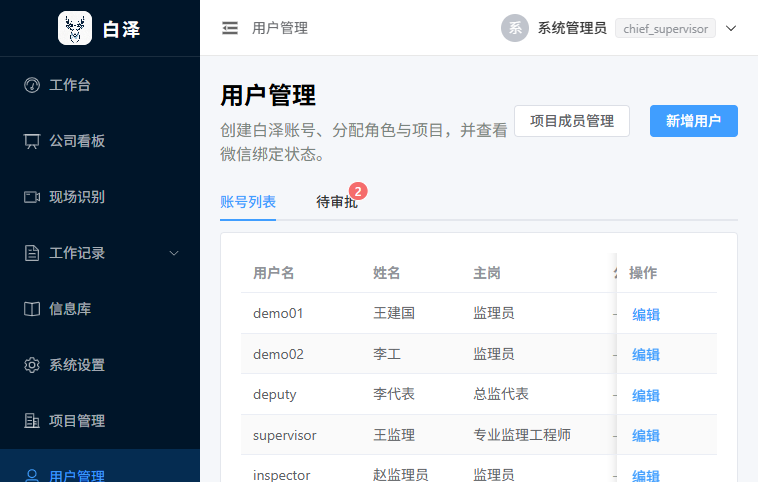 白泽
用户管理
系 系统管理员 chief_supervisor
工作台
公司看板
现场识别
工作记录
信息库
系统设置
项目管理
用户管理
用户管理
创建白泽账号、分配角色与项目，并查看
微信绑定状态。
项目成员管理
新增用户
账号列表 待审批 2
用户名 姓名 主岗 操作
demo01 王建国 监理员 编辑
demo02 李工 监理员 编辑
deputy 李代表 总监代表 编辑
supervisor 王监理 专业监理工程师 编辑
inspector 赵监理员 监理员 编辑